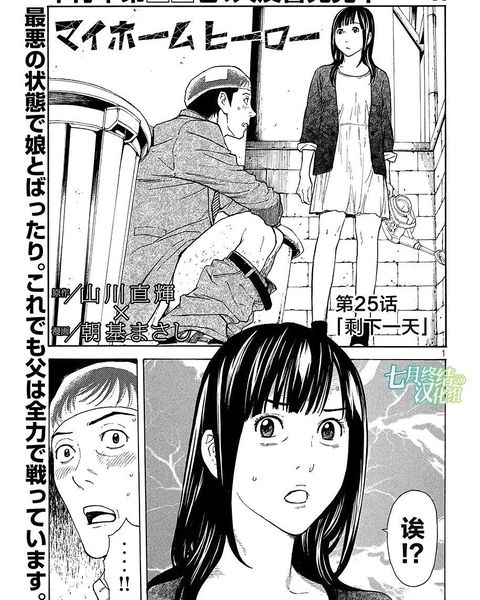 マイホームヒーロー
最悪の状態で娘とばったり。これでも父は全力で戦っています。
原作/山川直輝
×
漫画/朝基まさし
第25话
「剩下一天」
1
七月终结の
汉化组
诶!?
……!!